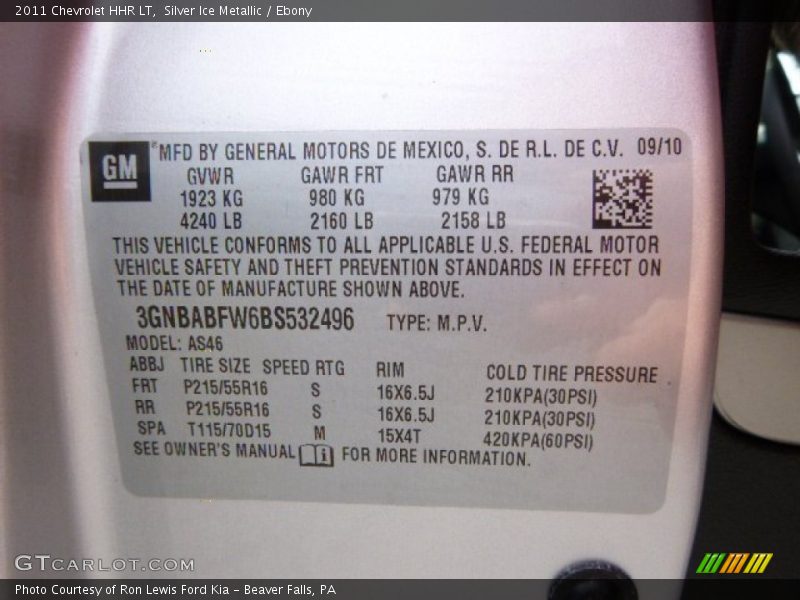 2011 Chevrolet HHR LT,  Silver Ice Metallic / Ebony
GM ®MFD BY GENERAL MOTORS DE MEXICO, S. DE R.L. DE C.V. 09/10
GVWR GAWR FRT GAWR RR
1923 KG 980 KG 979 KG
4240 LB 2160 LB 2158 LB
THIS VEHICLE CONFORMS TO ALL APPLICABLE U.S. FEDERAL MOTOR
VEHICLE SAFETY AND THEFT PREVENTION STANDARDS IN EFFECT ON
THE DATE OF MANUFACTURE SHOWN ABOVE.
3GNBABFW6BS532496 TYPE: M.P.V.
MODEL: AS46
ABBJ TIRE SIZE SPEED RTG RIM COLD TIRE PRESSURE
FRT P215/55R16 S 16X6.5J 210KPA(30PSI)
RR P215/55R16 S 16X6.5J 210KPA(30PSI)
SPA T115/70D15 M 15X4T 420KPA(60PSI)
SEE OWNER'S MANUAL FOR MORE INFORMATION.
GTCARLOT.COM
Photo Courtesy of Ron Lewis Ford Kia – Beaver Falls, PA